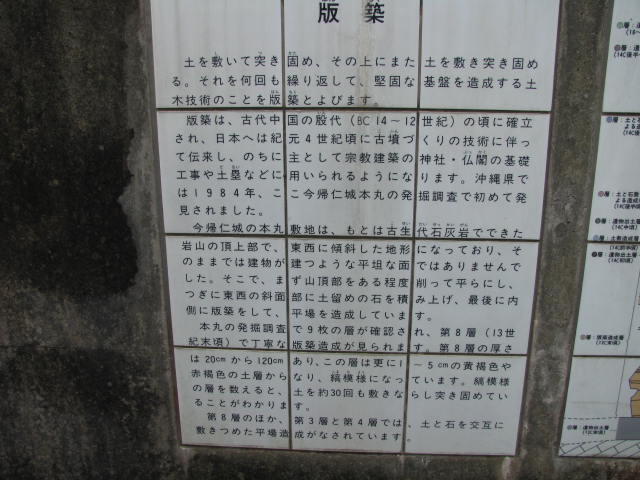 版築
土を敷いて突き固め、その上にまた土を敷き突き固め
る。それを何回も繰り返して、堅固な基盤を造成する土
木技術のことを版築とよびます。
版築は、古代中国の殷代（BC14～12世紀）の頃に確立
され、日本へは紀元4世紀頃に古墳づくりの技術に伴っ
て伝来し、のちに主として宗教建築の神社・仏閣の基礎
工事や土塁などに用いられるようになります。沖縄県で
は1984年、ここ今帰仁城本丸の発掘調査で初めて発
見されました。
今帰仁城の本丸敷地は、もとは古生代石灰岩でできた
岩山の頂上部で、東西に傾斜した地形になっており、そ
のままでは建物が建つような平坦な面ではありませんで
した。そこで、まず山頂部をある程度削って平らにし、
つぎに東西の斜面部に土留めの石を積み上げ、最後に内
側に版築をして、平場を造成しています。
本丸の発掘調査で9枚の層が確認され、第8層（13世
紀末頃）で丁寧な版築造成が見られます。第8層の厚さ
は20cmから120cmあり、この層は更に1～5cmの黄褐色や
赤褐色の土層からなり、縞模様になっています。縞模様
の層を数えると、土を約30回も敷きならし突き固めてい
ることがわかります。
第8層のほか、第3層と第4層では、土と石を交互に
敷きつめた平場造成がなされています